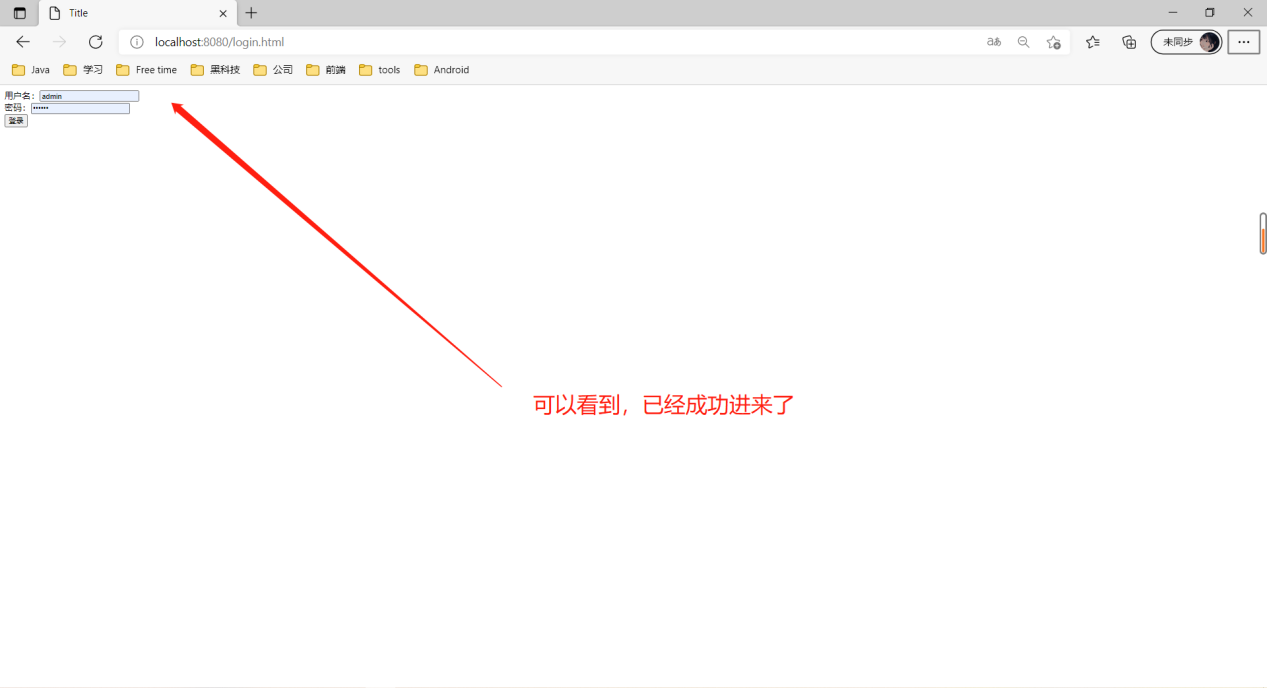 Title
localhost:8080/login.html
aあ
未同步
Java 学习 Free time 黑科技 公司 前端 tools Android
用户名：admin
密码：••••••
登录
可以看到，已经成功进来了